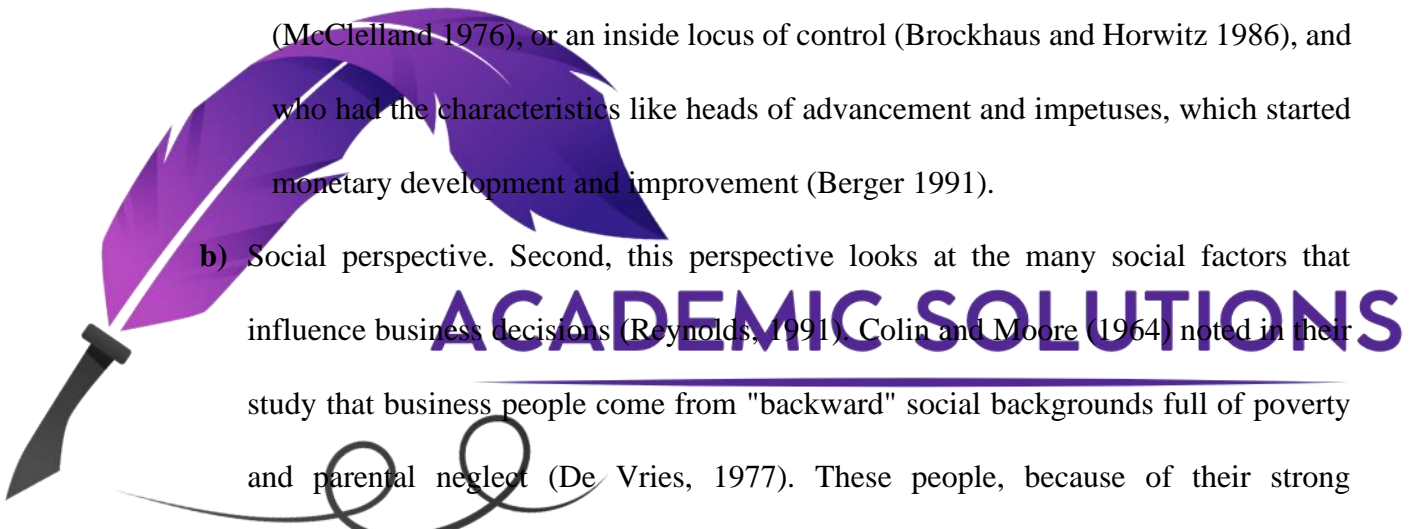 (McClelland 1976), or an inside locus of control (Brockhaus and Horwitz 1986), and
who had the characteristics like heads of advancement and impetuses, which started
monetary development and improvement (Berger 1991).
b) Social perspective. Second, this perspective looks at the many social factors that
ACADEMIC SOLUTIONS
influence business decisions (Reynolds, 1991). Colin and Moore (1964) noted in their
study that business people come from "backward" social backgrounds full of poverty
and parental neglect (De Vries, 1977). These people, because of their strong